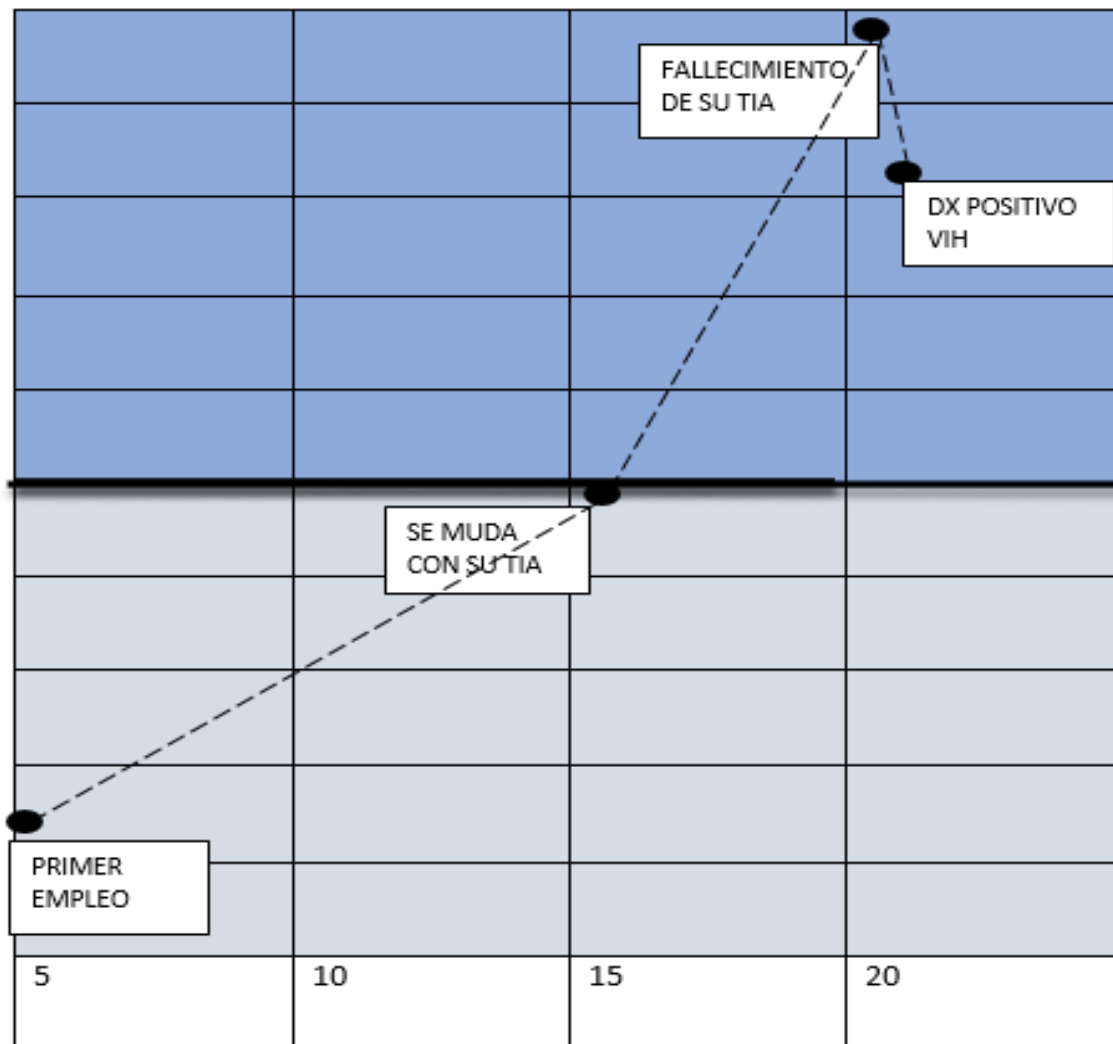 FALLECIMIENTO
DE SU TIA
DX POSITIVO
VIH
SE MUDA
CON SU TIA
PRIMER
EMPLEO
5
10
15
20